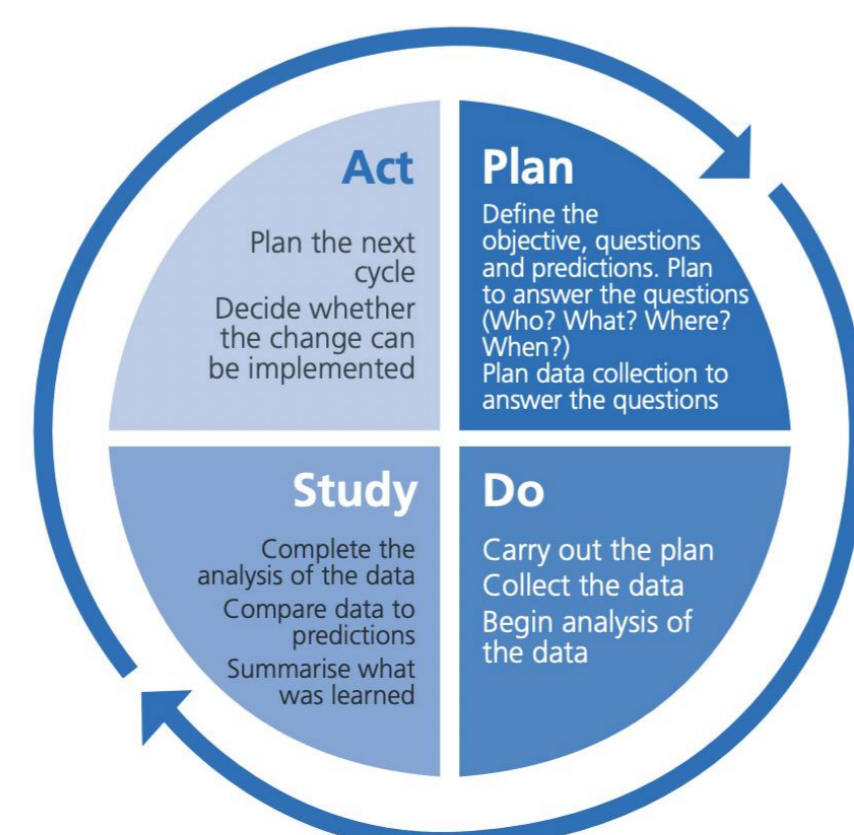 Act
Plan the next
cycle
Decide whether
the change can
be implemented
Plan
Define the
objective, questions
and predictions. Plan
to answer the questions
(Who? What? Where?
When?)
Plan data collection to
answer the questions
Study
Complete the
analysis of the data
Compare data to
predictions
Summarise what
was learned
Do
Carry out the plan
Collect the data
Begin analysis of
the data